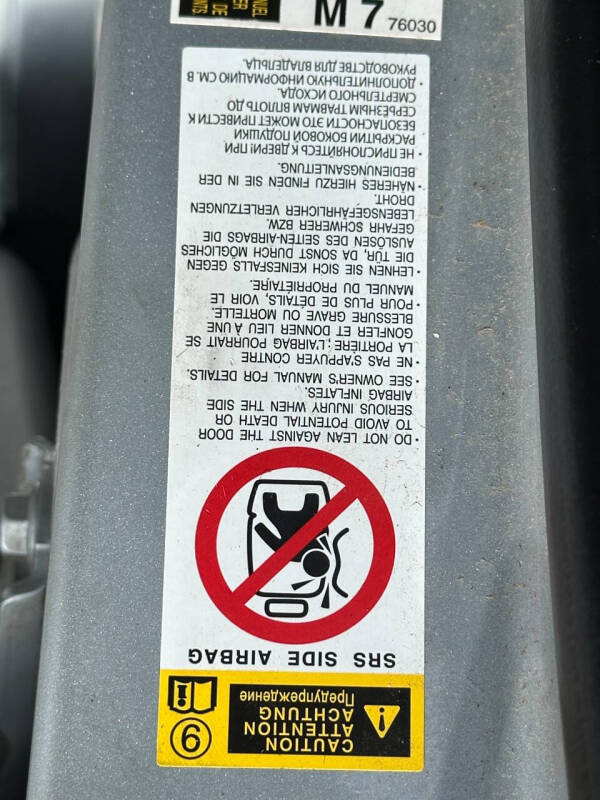 M 7 76030
CAUTION
ATTENTION
ACHTUNG
Предупреждение
6
SRS SIDE AIRBAG
• DO NOT LEAN AGAINST THE DOOR
TO AVOID POTENTIAL DEATH OR
SERIOUS INJURY WHEN THE SIDE
AIRBAG INFLATES.
• SEE OWNER'S MANUAL FOR DETAILS.
• NE PAS S'APPUYER CONTRE
LA PORTIÈRE ; L'AIRBAG POURRAIT SE
GONFLER ET DONNER LIEU À UNE
BLESSURE GRAVE OU MORTELLE.
• POUR PLUS DE DÉTAILS, VOIR LE
MANUEL DU PROPRIÉTAIRE.
• LEHNEN SIE SICH KEINESFALLS GEGEN
DIE TÜR, DA SONST DURCH MÖGLICHES
AUSLÖSEN DES SEITEN-AIRBAGS DIE
GEFAHR SCHWERER BZW.
LEBENSGEFÄHRLICHER VERLETZUNGEN
DROHT.
• NÄHERES HIERZU FINDEN SIE IN DER
BEDIENUNGSANLEITUNG.
• НЕ ПРИСЛОНЯЙТЕСЬ К ДВЕРИ ПРИ
РАСКРЫТИИ БОКОВОЙ ПОДУШКИ
БЕЗОПАСНОСТИ ЭТО МОЖЕТ ПРИВЕСТИ К
СЕРЬЁЗНЫМ ТРАВМАМ ВПЛОТЬ ДО
СМЕРТЕЛЬНОГО ИСХОДА.
• ДОПОЛНИТЕЛЬНУЮ ИНФОРМАЦИЮ СМ. В
РУКОВОДСТВЕ ДЛЯ ВЛАДЕЛЬЦА.